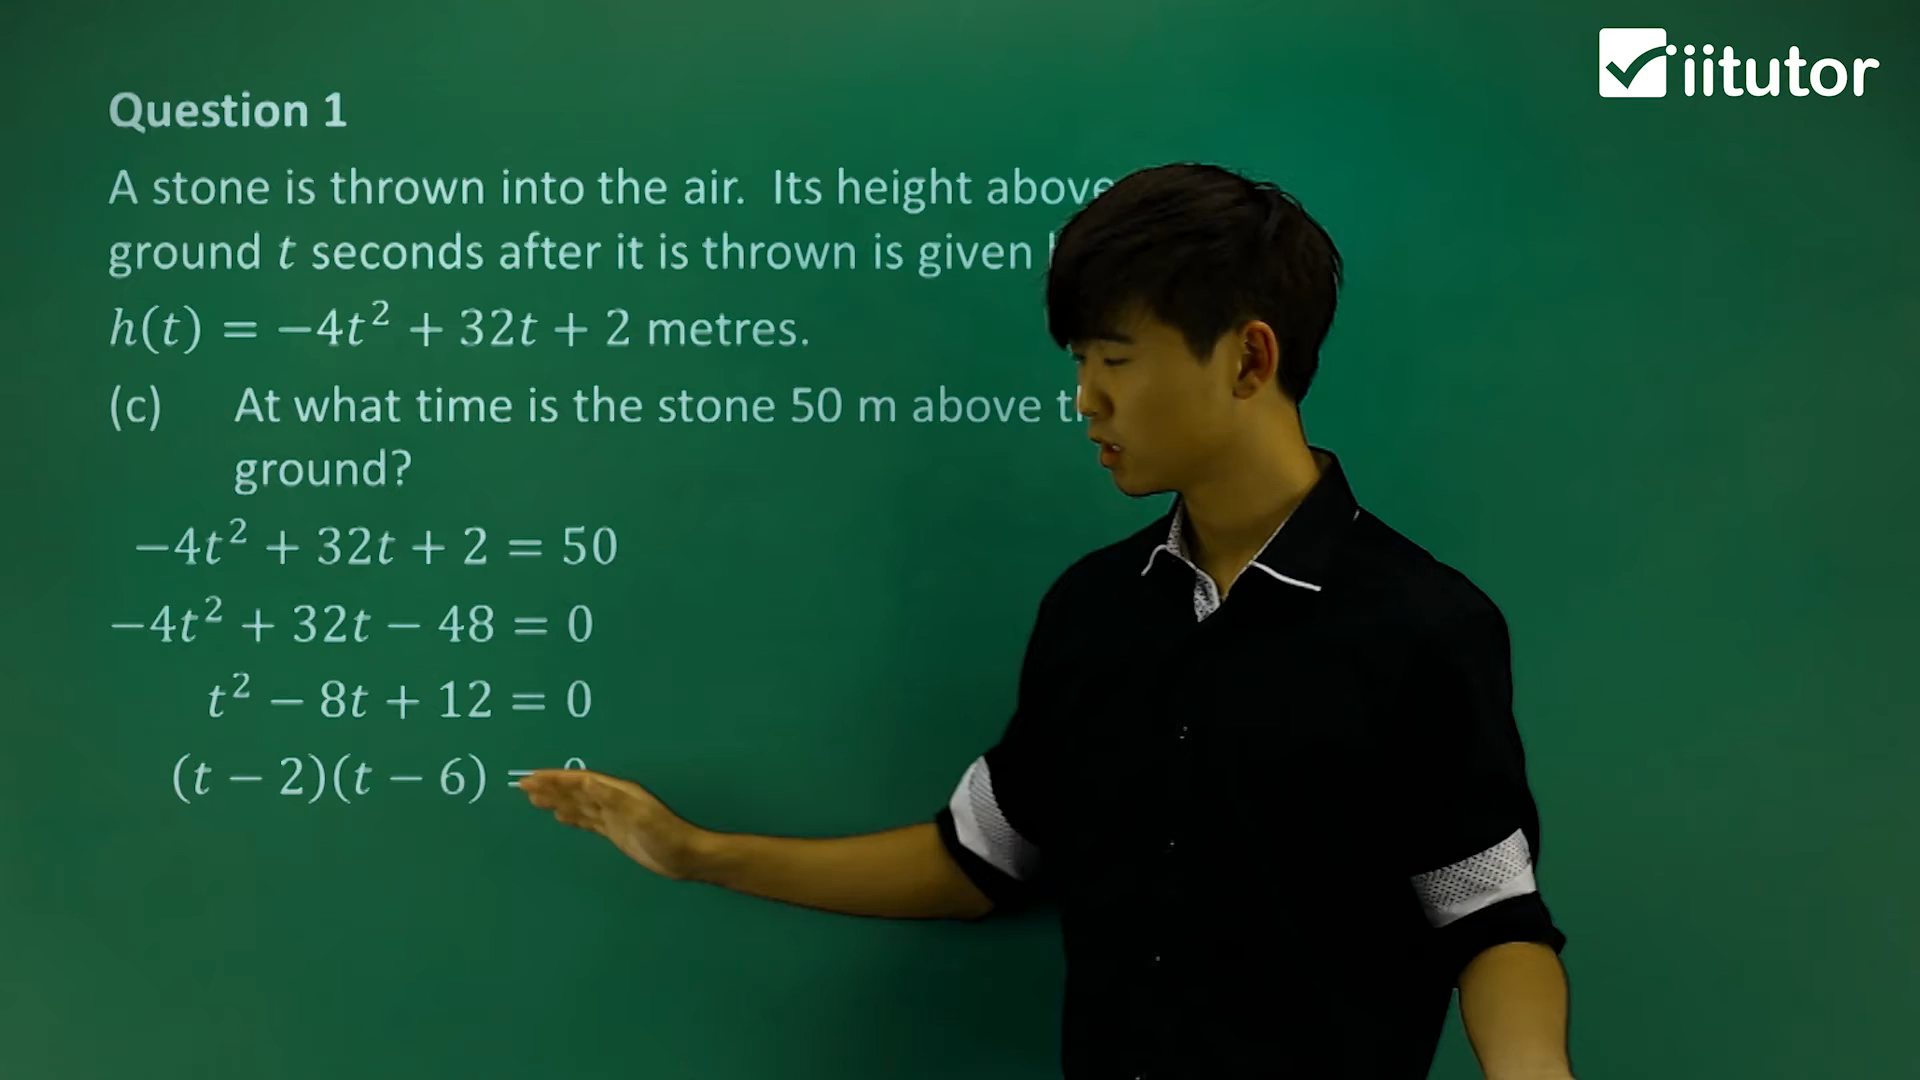 iitutor
Question 1
A stone is thrown into the air. Its height above
ground t seconds after it is thrown is given
h(t) = −4t² + 32t + 2 metres.
(c) At what time is the stone 50 m above
ground?
−4t² + 32t + 2 = 50
−4t² + 32t − 48 = 0
t² − 8t + 12 = 0
(t − 2)(t − 6) =